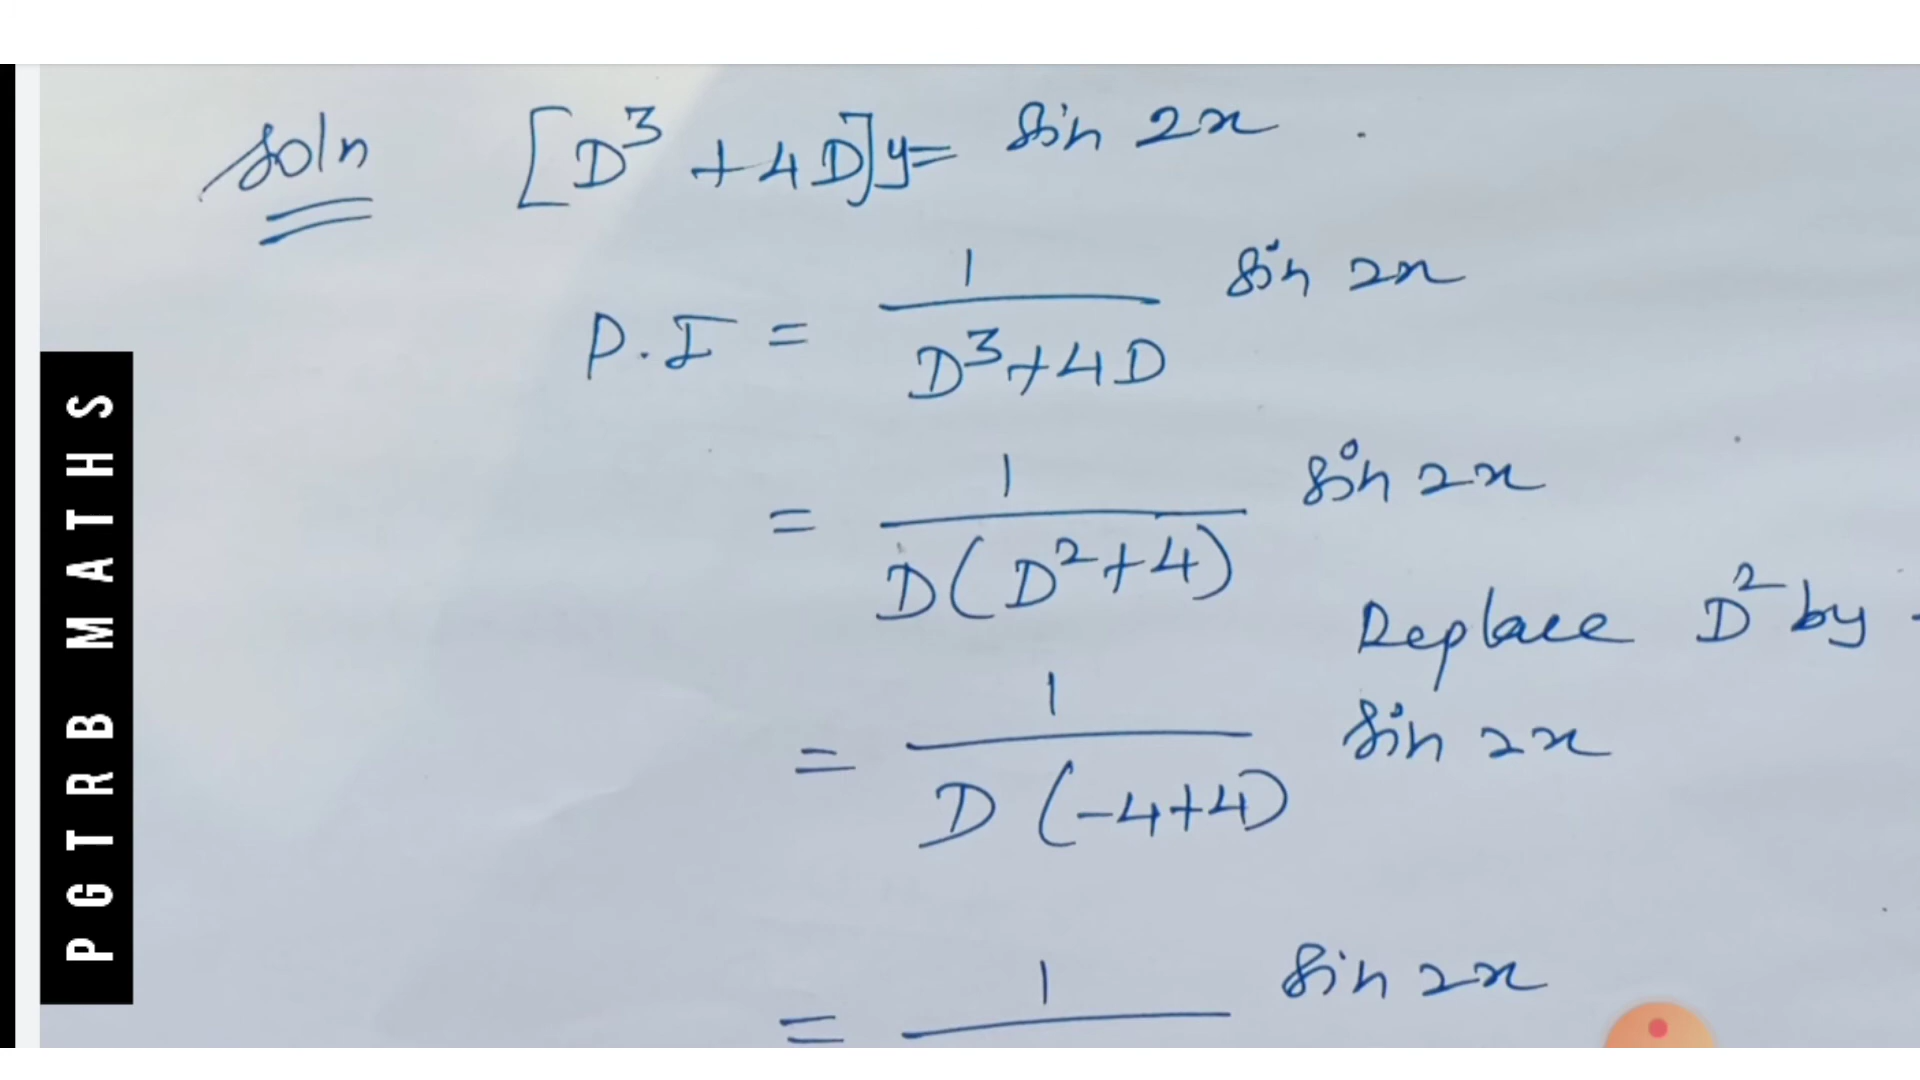 soln [D³ + 4D]y = sin 2x .
P.I = 1 / (D³+4D) sin 2x
= 1 / (D(D²+4)) sin 2x
Replace D² by -
= 1 / (D(-4+4)) sin 2x
= 1 / sin 2x
PGTRB MATHS